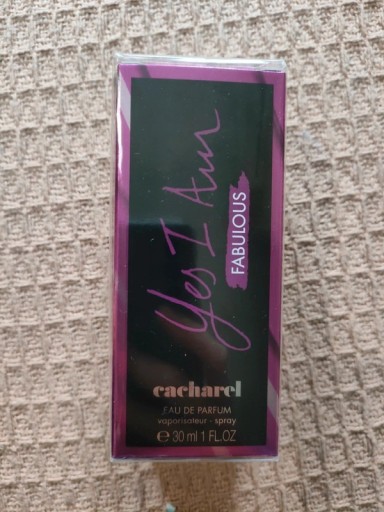 Yes I Am
FABULOUS
cacharel
EAU DE PARFUM
vaporisateur - spray
℮ 30 ml 1 FL.OZ